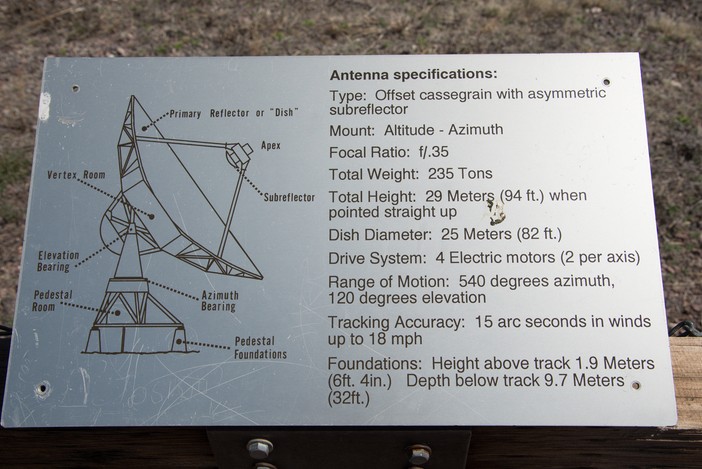 Antenna specifications:
Type: Offset cassegrain with asymmetric
subreflector
Mount: Altitude - Azimuth
Focal Ratio: f/.35
Total Weight: 235 Tons
Total Height: 29 Meters (94 ft.) when
pointed straight up
Dish Diameter: 25 Meters (82 ft.)
Drive System: 4 Electric motors (2 per axis)
Range of Motion: 540 degrees azimuth,
120 degrees elevation
Tracking Accuracy: 15 arc seconds in winds
up to 18 mph
Foundations: Height above track 1.9 Meters
(6ft. 4in.) Depth below track 9.7 Meters
(32ft.)
Primary Reflector or "Dish"
Apex
Vertex Room
Subreflector
Elevation
Bearing
Pedestal
Room
Azimuth
Bearing
Pedestal
Foundations